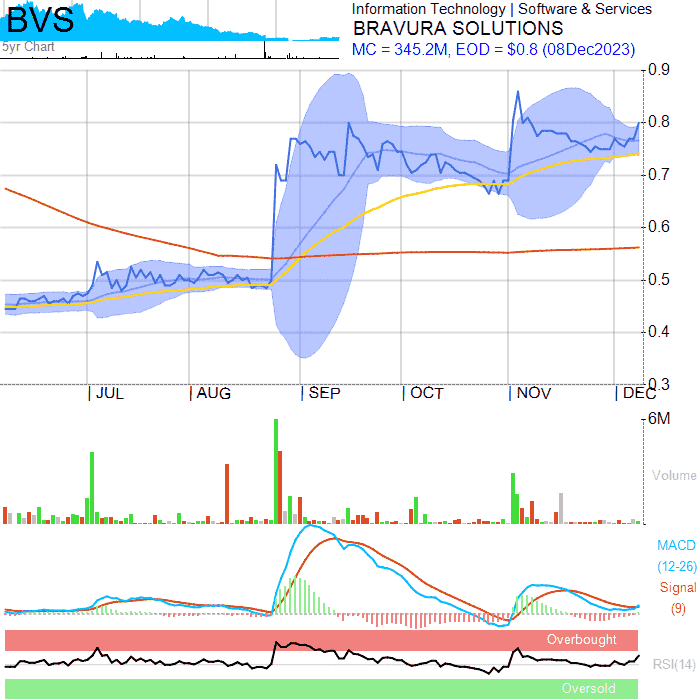 BVS
Information Technology | Software & Services
BRAVURA SOLUTIONS
5yr Chart
MC = 345.2M, EOD = $0.8 (08Dec2023)
0.9
0.8
0.7
0.6
0.5
0.4
0.3
JUL AUG SEP OCT NOV DEC
6M
Volume
MACD
(12-26)
Signal
(9)
Overbought
RSI(14)
Oversold